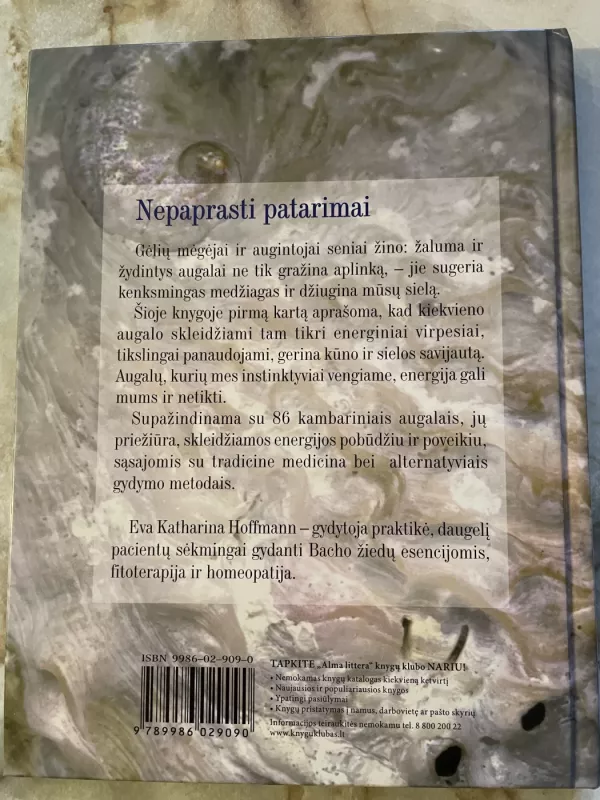 Nepaprasti patarimai
Gėlių mėgėjai ir augintojai seniai žino: žaluma ir
žydintys augalai ne tik gražina aplinką, – jie sugeria
kenksmingas medžiagas ir džiugina mūsų sielą.
Šioje knygoje pirmą kartą aprašoma, kad kiekvieno
augalo skleidžiami tam tikri energiniai virpesiai,
tikslingai panaudojami, gerina kūno ir sielos savijautą.
Augalų, kurių mes instinktyviai vengiame, energija gali
mums ir netikti.
Supažindinama su 86 kambariniais augalais, jų
priežiūra, skleidžiamos energijos pobūdžiu ir poveikiu,
sąsajomis su tradicine medicina bei alternatyviais
gydymo metodais.
Eva Katharina Hoffmann – gydytoja praktikė, daugelį
pacientų sėkmingai gydanti Bacho žiedų esencijomis,
fitoterapija ir homeopatija.
ISBN 9986-02-909-0
9 789986 029090
TAPKITE „Alma littera" knygų klubo NARIU!
• Nemokamas knygų katalogas kiekvieną ketvirtį
• Naujausios ir populiariausios knygos
• Ypatingi pasiūlymai
• Knygų pristatymas į namus, darbovietę ar pašto skyrių
Informacijos teiraukitės nemokamu tel. 8 800 200 22
www.knyguklubas.lt